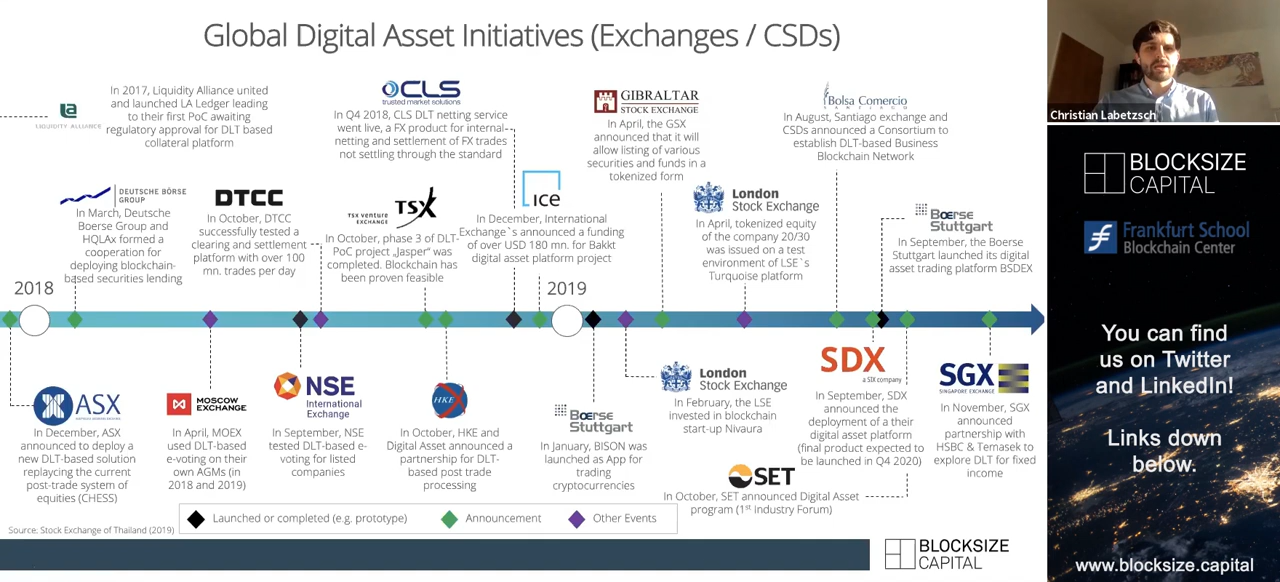 Global Digital Asset Initiatives (Exchanges / CSDs)
LIQUIDITY ALLIANCE
In 2017, Liquidity Alliance united
and launched LA Ledger leading
to their first PoC awaiting
regulatory approval for DLT based
collateral platform
CLS
trusted market solutions
In Q4 2018, CLS DLT netting service
went live, a FX product for internal-
netting and settlement of FX trades
not settling through the standard
GIBRALTAR
STOCK EXCHANGE
In April, the GSX
announced that it will
allow listing of various
securities and funds in a
tokenized form
Bolsa Comercio
SANTIAGO
In August, Santiago exchange and
CSDs announced a Consortium to
establish DLT-based Business
Blockchain Network
DEUTSCHE BÖRSE
GROUP
In March, Deutsche
Boerse Group and
HQLAx formed a
cooperation for
deploying blockchain-
based securities lending
DTCC
In October, DTCC
successfully tested a
clearing and settlement
platform with over 100
mn. trades per day
TSX venture
EXCHANGE
TSX
In October, phase 3 of DLT-
PoC project „Jasper“ was
completed. Blockchain has
been proven feasible
ice
In December, International
Exchange`s announced a funding
of over USD 180 mn. for Bakkt
digital asset platform project
London
Stock Exchange
In April, tokenized equity
of the company 20/30
was issued on a test
environment of LSE`s
Turquoise platform
Boerse
Stuttgart
In September, the Boerse
Stuttgart launched its digital
asset trading platform BSDEX
2018
2019
ASX
In December, ASX
announced to deploy a
new DLT-based solution
replaycing the current
post-trade system of
equities (CHESS)
MOSCOW
EXCHANGE
In April, MOEX
used DLT-based
e-voting on their
own AGMs (in
2018 and 2019)
NSE
International
Exchange
In September, NSE
tested DLT-based e-
voting for listed
companies
HKE
In October, HKE and
Digital Asset announced a
partnership for DLT-
based post trade
processing
Boerse
Stuttgart
In January, BISON was
launched as App for
trading
cryptocurrencies
London
Stock Exchange
In February, the LSE
invested in blockchain
start-up Nivaura
SDX
a SIX company
In September, SDX
announced the
deployment of a their
digital asset platform
(final product expected to
be launched in Q4 2020)
SGX
SINGAPORE EXCHANGE
In November, SGX
announced
partnership with
HSBC & Temasek to
explore DLT for fixed
income
SET
In October, SET announced Digital Asset
program (1st Industry Forum)
Launched or completed (e.g. prototype)
Announcement
Other Events
Source: Stock Exchange of Thailand (2019)
BLOCKSIZE
CAPITAL
Christian Labetzsch
BLOCKSIZE
CAPITAL
Frankfurt School
Blockchain Center
You can find
us on Twitter
and LinkedIn!
Links down
below.
www.blocksize.capital